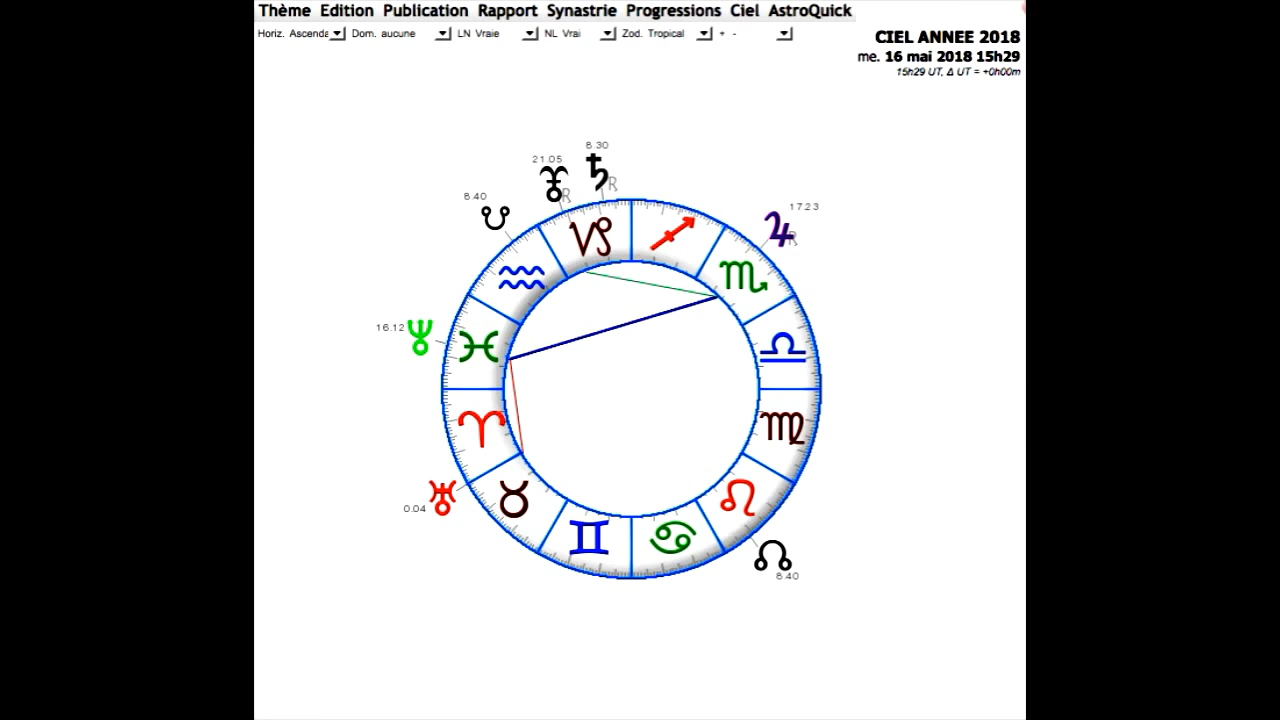 Thème Edition Publication Rapport Synastrie Progressions Ciel AstroQuick
Horiz. Ascenda Dom. aucune LN Vraie NL Vrai Zod. Tropical + -
CIEL ANNEE 2018
me. 16 mai 2018 15h29
15h29 UT, Δ UT = +0h00m
8.30
21.05
R
R
8.40
17.23
R
16.12
0.04
8.40